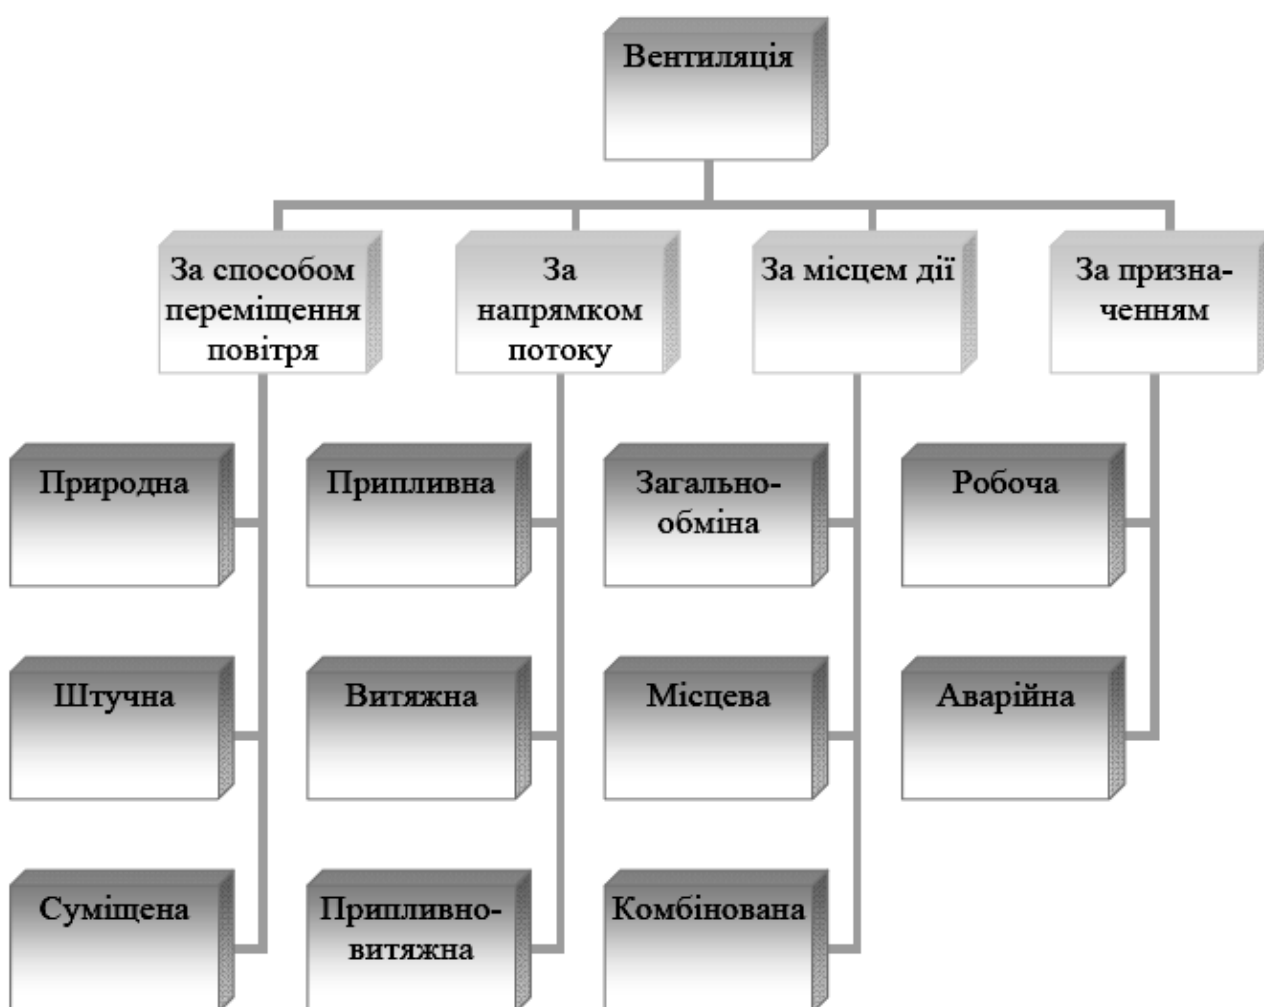 Вентиляція
За способом
переміщення
повітря
За
напрямком
потоку
За місцем дії
За призна-
ченням
Природна
Припливна
Загально-
обміна
Робоча
Штучна
Витяжна
Місцева
Аварійна
Суміщена
Припливно-
витяжна
Комбінована